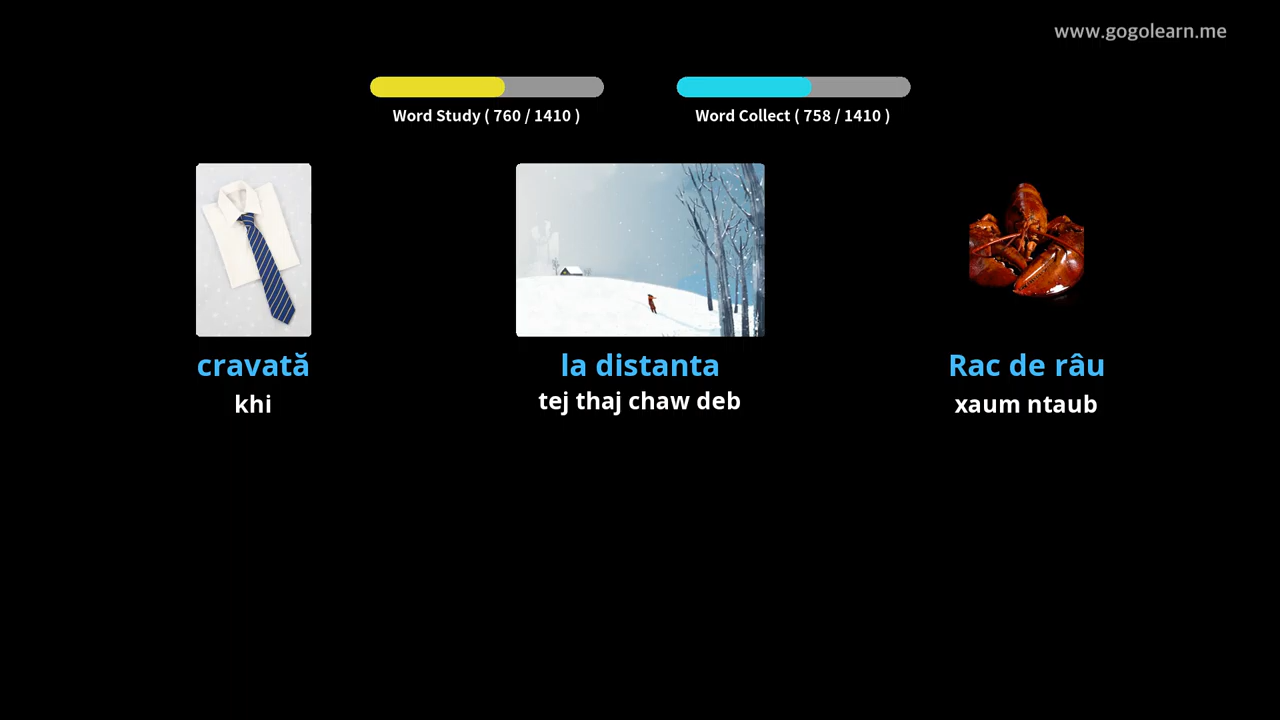 www.gogolearn.me
Word Study ( 760 / 1410 )
Word Collect ( 758 / 1410 )
cravată
la distanta
Rac de râu
khi
tej thaj chaw deb
xaum ntaub